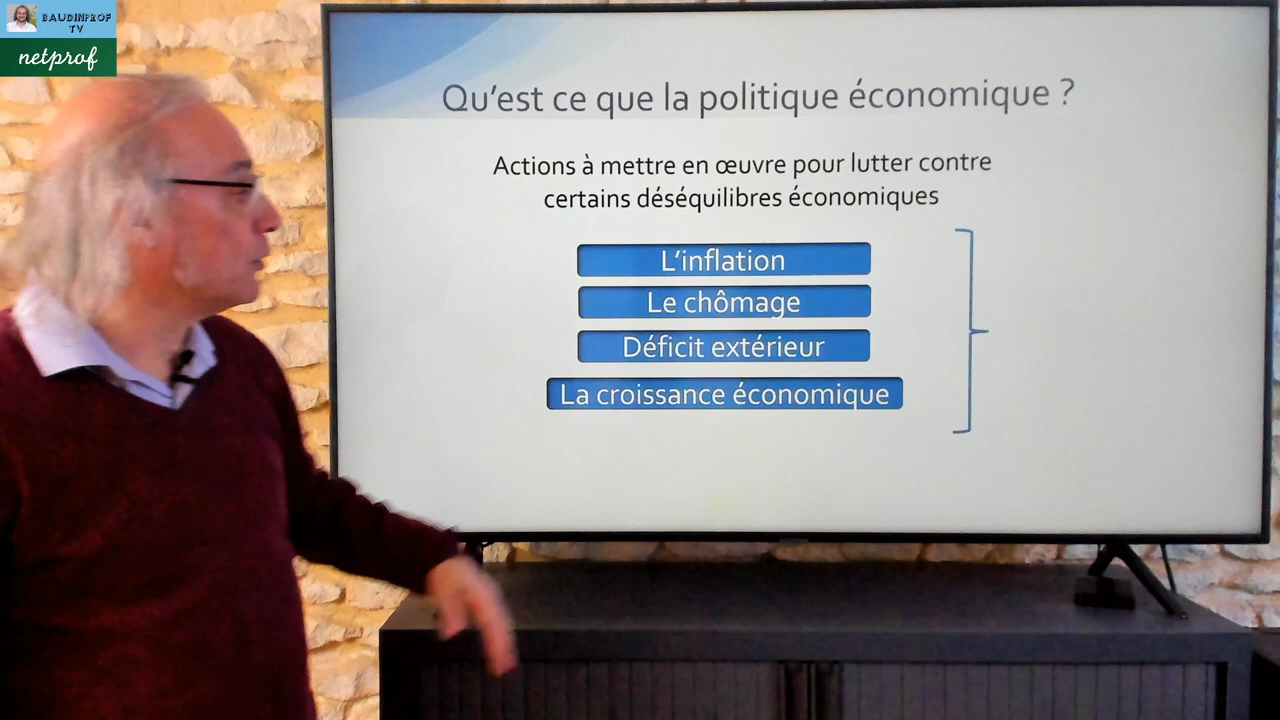 BAUDINPROF
TV
netprof
Qu'est ce que la politique économique ?
Actions à mettre en œuvre pour lutter contre
certains déséquilibres économiques
L'inflation
Le chômage
Déficit extérieur
La croissance économique